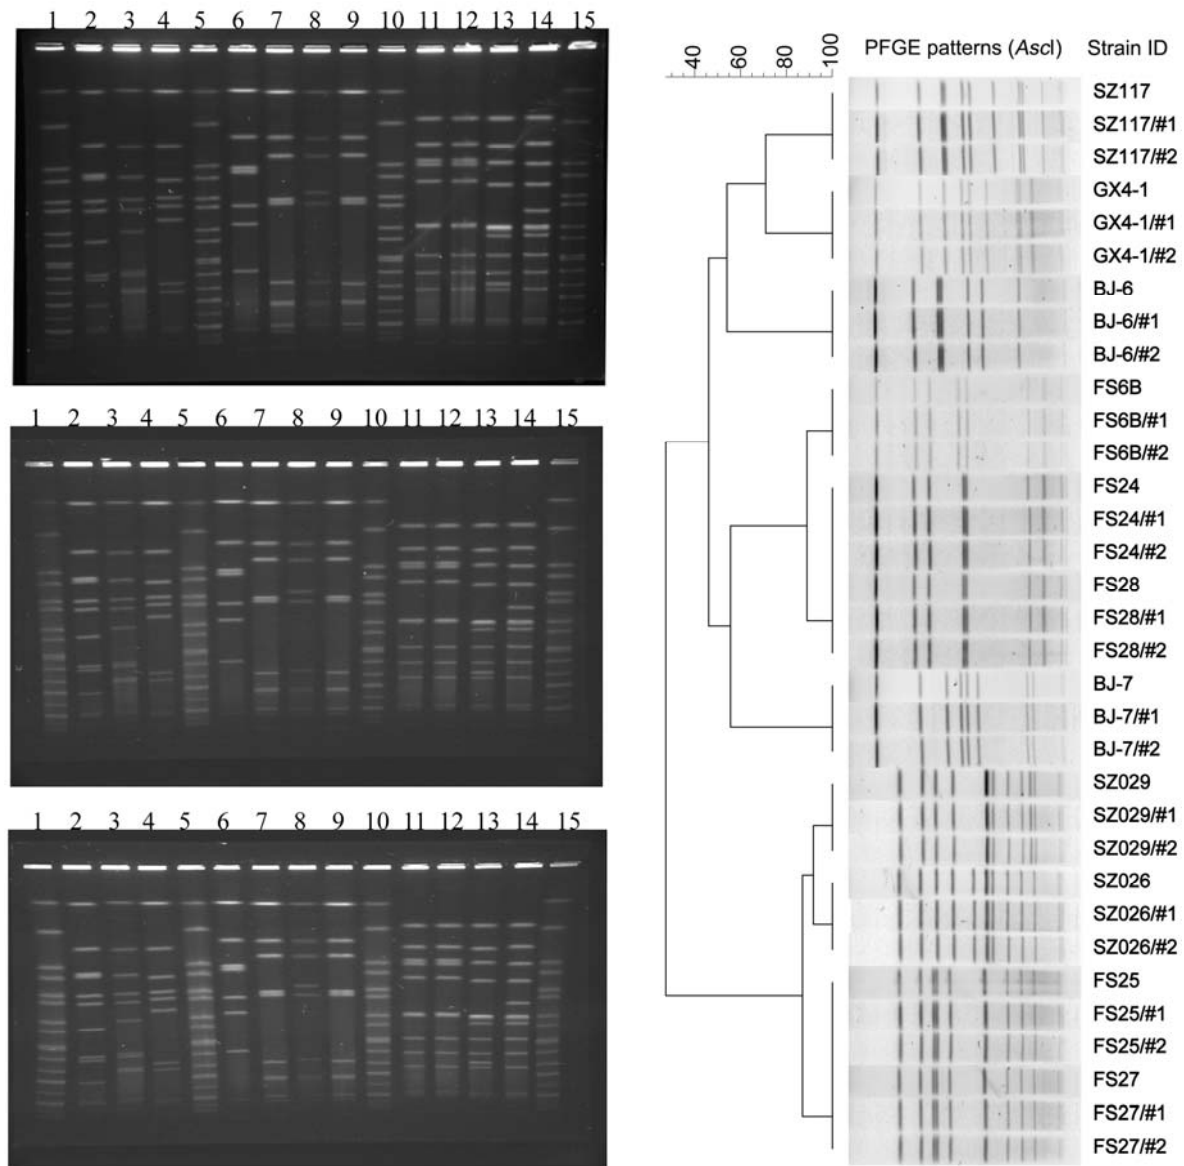 1 2 3 4 5 6 7 8 9 10 11 12 13 14 15
1 2 3 4 5 6 7 8 9 10 11 12 13 14 15
1 2 3 4 5 6 7 8 9 10 11 12 13 14 15
40 60 80 100 PFGE patterns (AscI) Strain ID
SZ117
SZ117/#1
SZ117/#2
GX4-1
GX4-1/#1
GX4-1/#2
BJ-6
BJ-6/#1
BJ-6/#2
FS6B
FS6B/#1
FS6B/#2
FS24
FS24/#1
FS24/#2
FS28
FS28/#1
FS28/#2
BJ-7
BJ-7/#1
BJ-7/#2
SZ029
SZ029/#1
SZ029/#2
SZ026
SZ026/#1
SZ026/#2
FS25
FS25/#1
FS25/#2
FS27
FS27/#1
FS27/#2